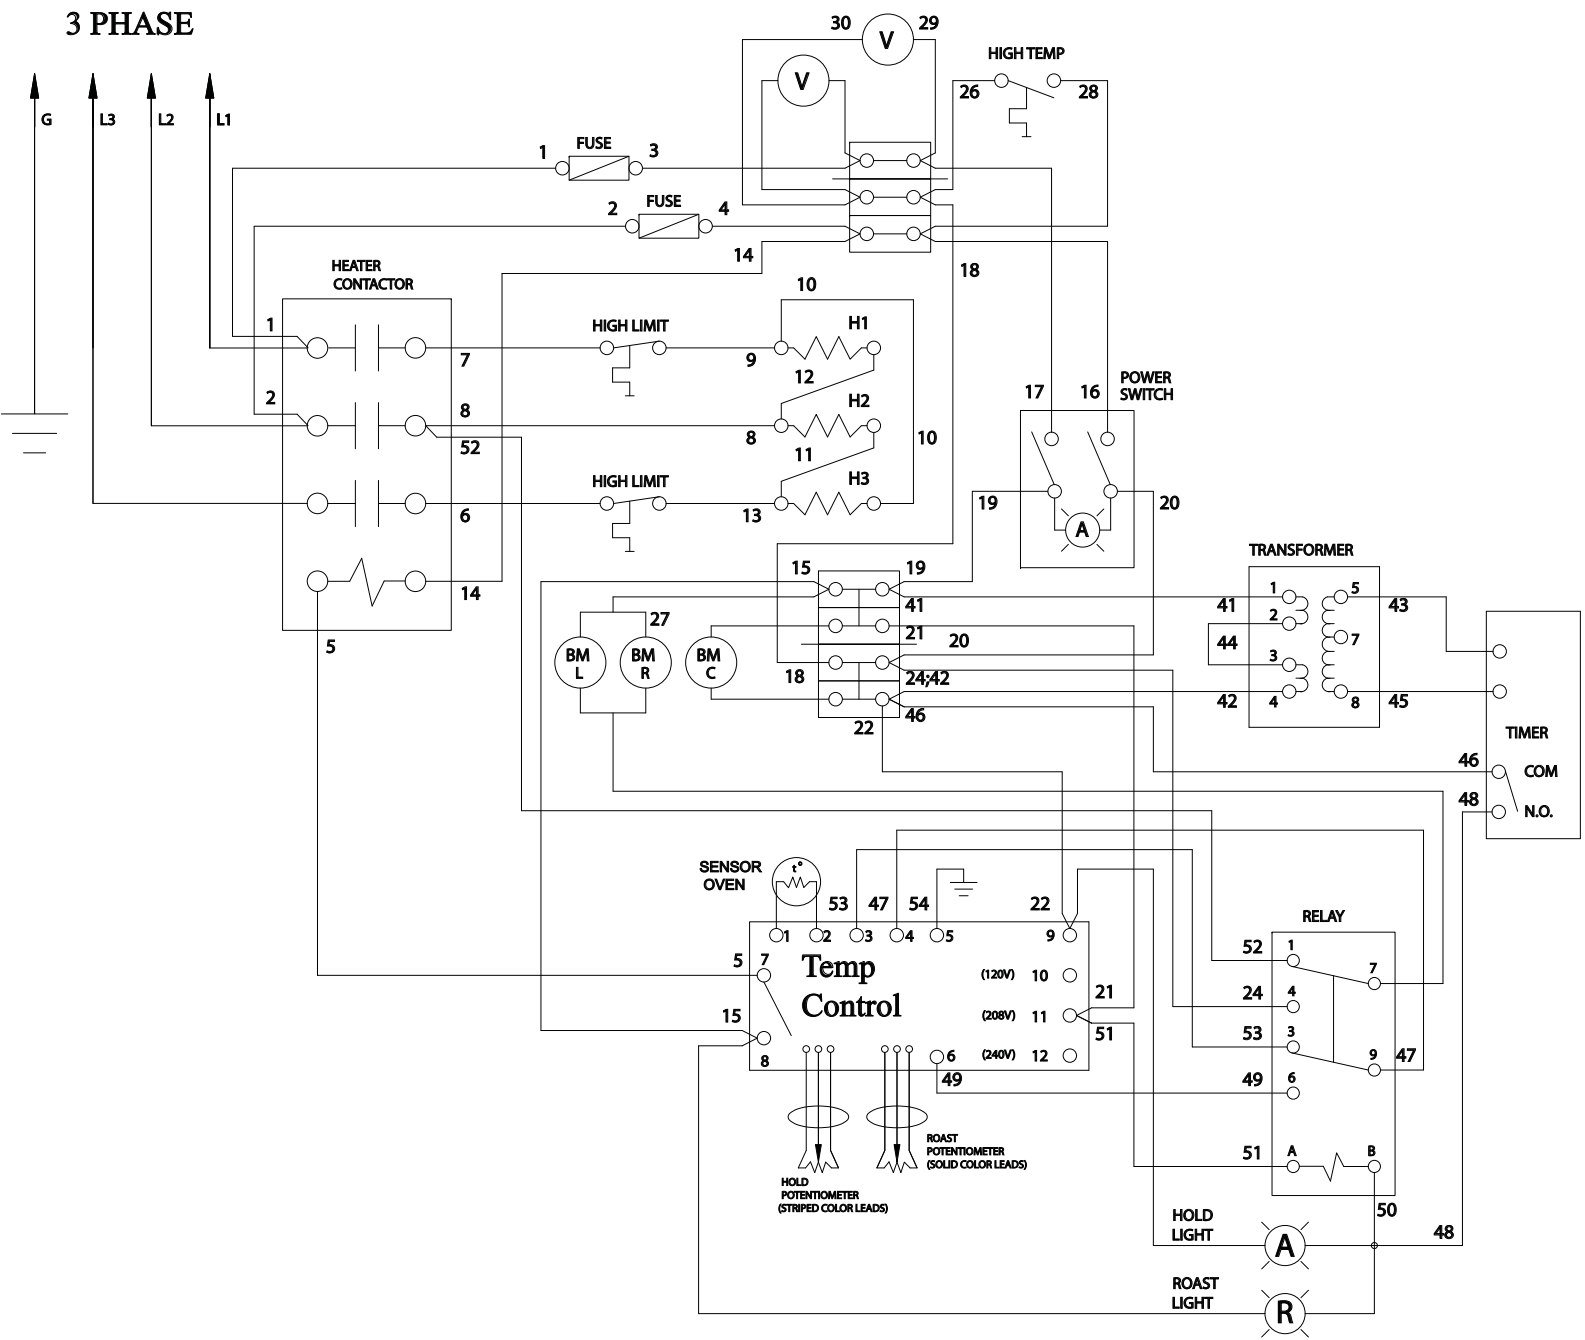 3 PHASE
G
L3
L2
L1
30
29
V
V
HIGH TEMP
26
28
1
FUSE
3
2
FUSE
4
14
18
HEATER
CONTACTOR
1
2
7
8
52
6
14
5
HIGH LIMIT
HIGH LIMIT
10
9
H1
12
8
H2
11
10
13
H3
POWER
SWITCH
17
16
19
20
A
15
19
41
21
20
18
24;42
46
22
27
BM
L
BM
R
BM
C
TRANSFORMER
41
1
5
43
2
44
7
3
42
4
8
45
TIMER
46
COM
48
N.O.
SENSOR
OVEN
t°
53
47
54
22
1
2
3
4
5
9
5
7
Temp
Control
(120V) 10
21
15
(208V) 11
51
8
6
(240V) 12
49
HOLD
POTENTIOMETER
(STRIPED COLOR LEADS)
ROAST
POTENTIOMETER
(SOLID COLOR LEADS)
RELAY
52
1
7
24
4
53
3
9
47
49
6
51
A
B
50
HOLD
LIGHT
A
48
ROAST
LIGHT
R